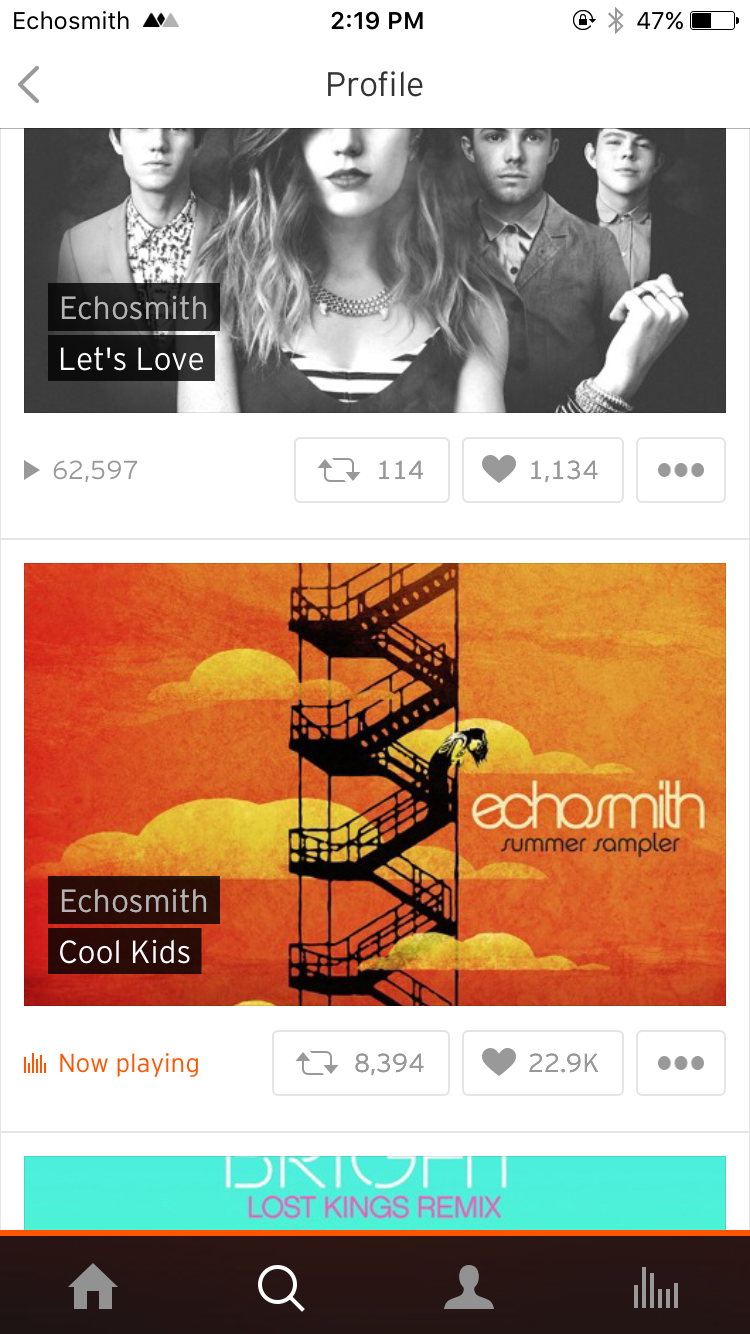 Echosmith 2:19 PM 47%
Profile
Echosmith
Let's Love
62,597 114 1,134
echosmith
summer sampler
Echosmith
Cool Kids
Now playing 8,394 22.9K
BRIGHT
LOST KINGS REMIX